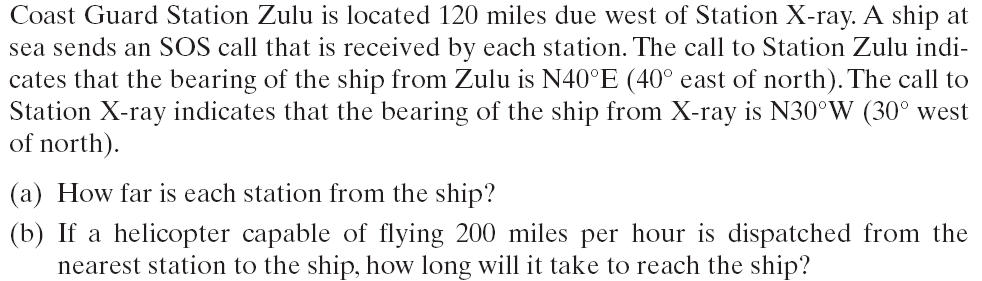 Coast Guard Station Zulu is located 120 miles due west of Station X-ray. A ship at
sea sends an SOS call that is received by each station. The call to Station Zulu indi-
cates that the bearing of the ship from Zulu is N40°E (40° east of north). The call to
Station X-ray indicates that the bearing of the ship from X-ray is N30°W (30° west
of north).
(a) How far is each station from the ship?
(b) If a helicopter capable of flying 200 miles per hour is dispatched from the
nearest station to the ship, how long will it take to reach the ship?